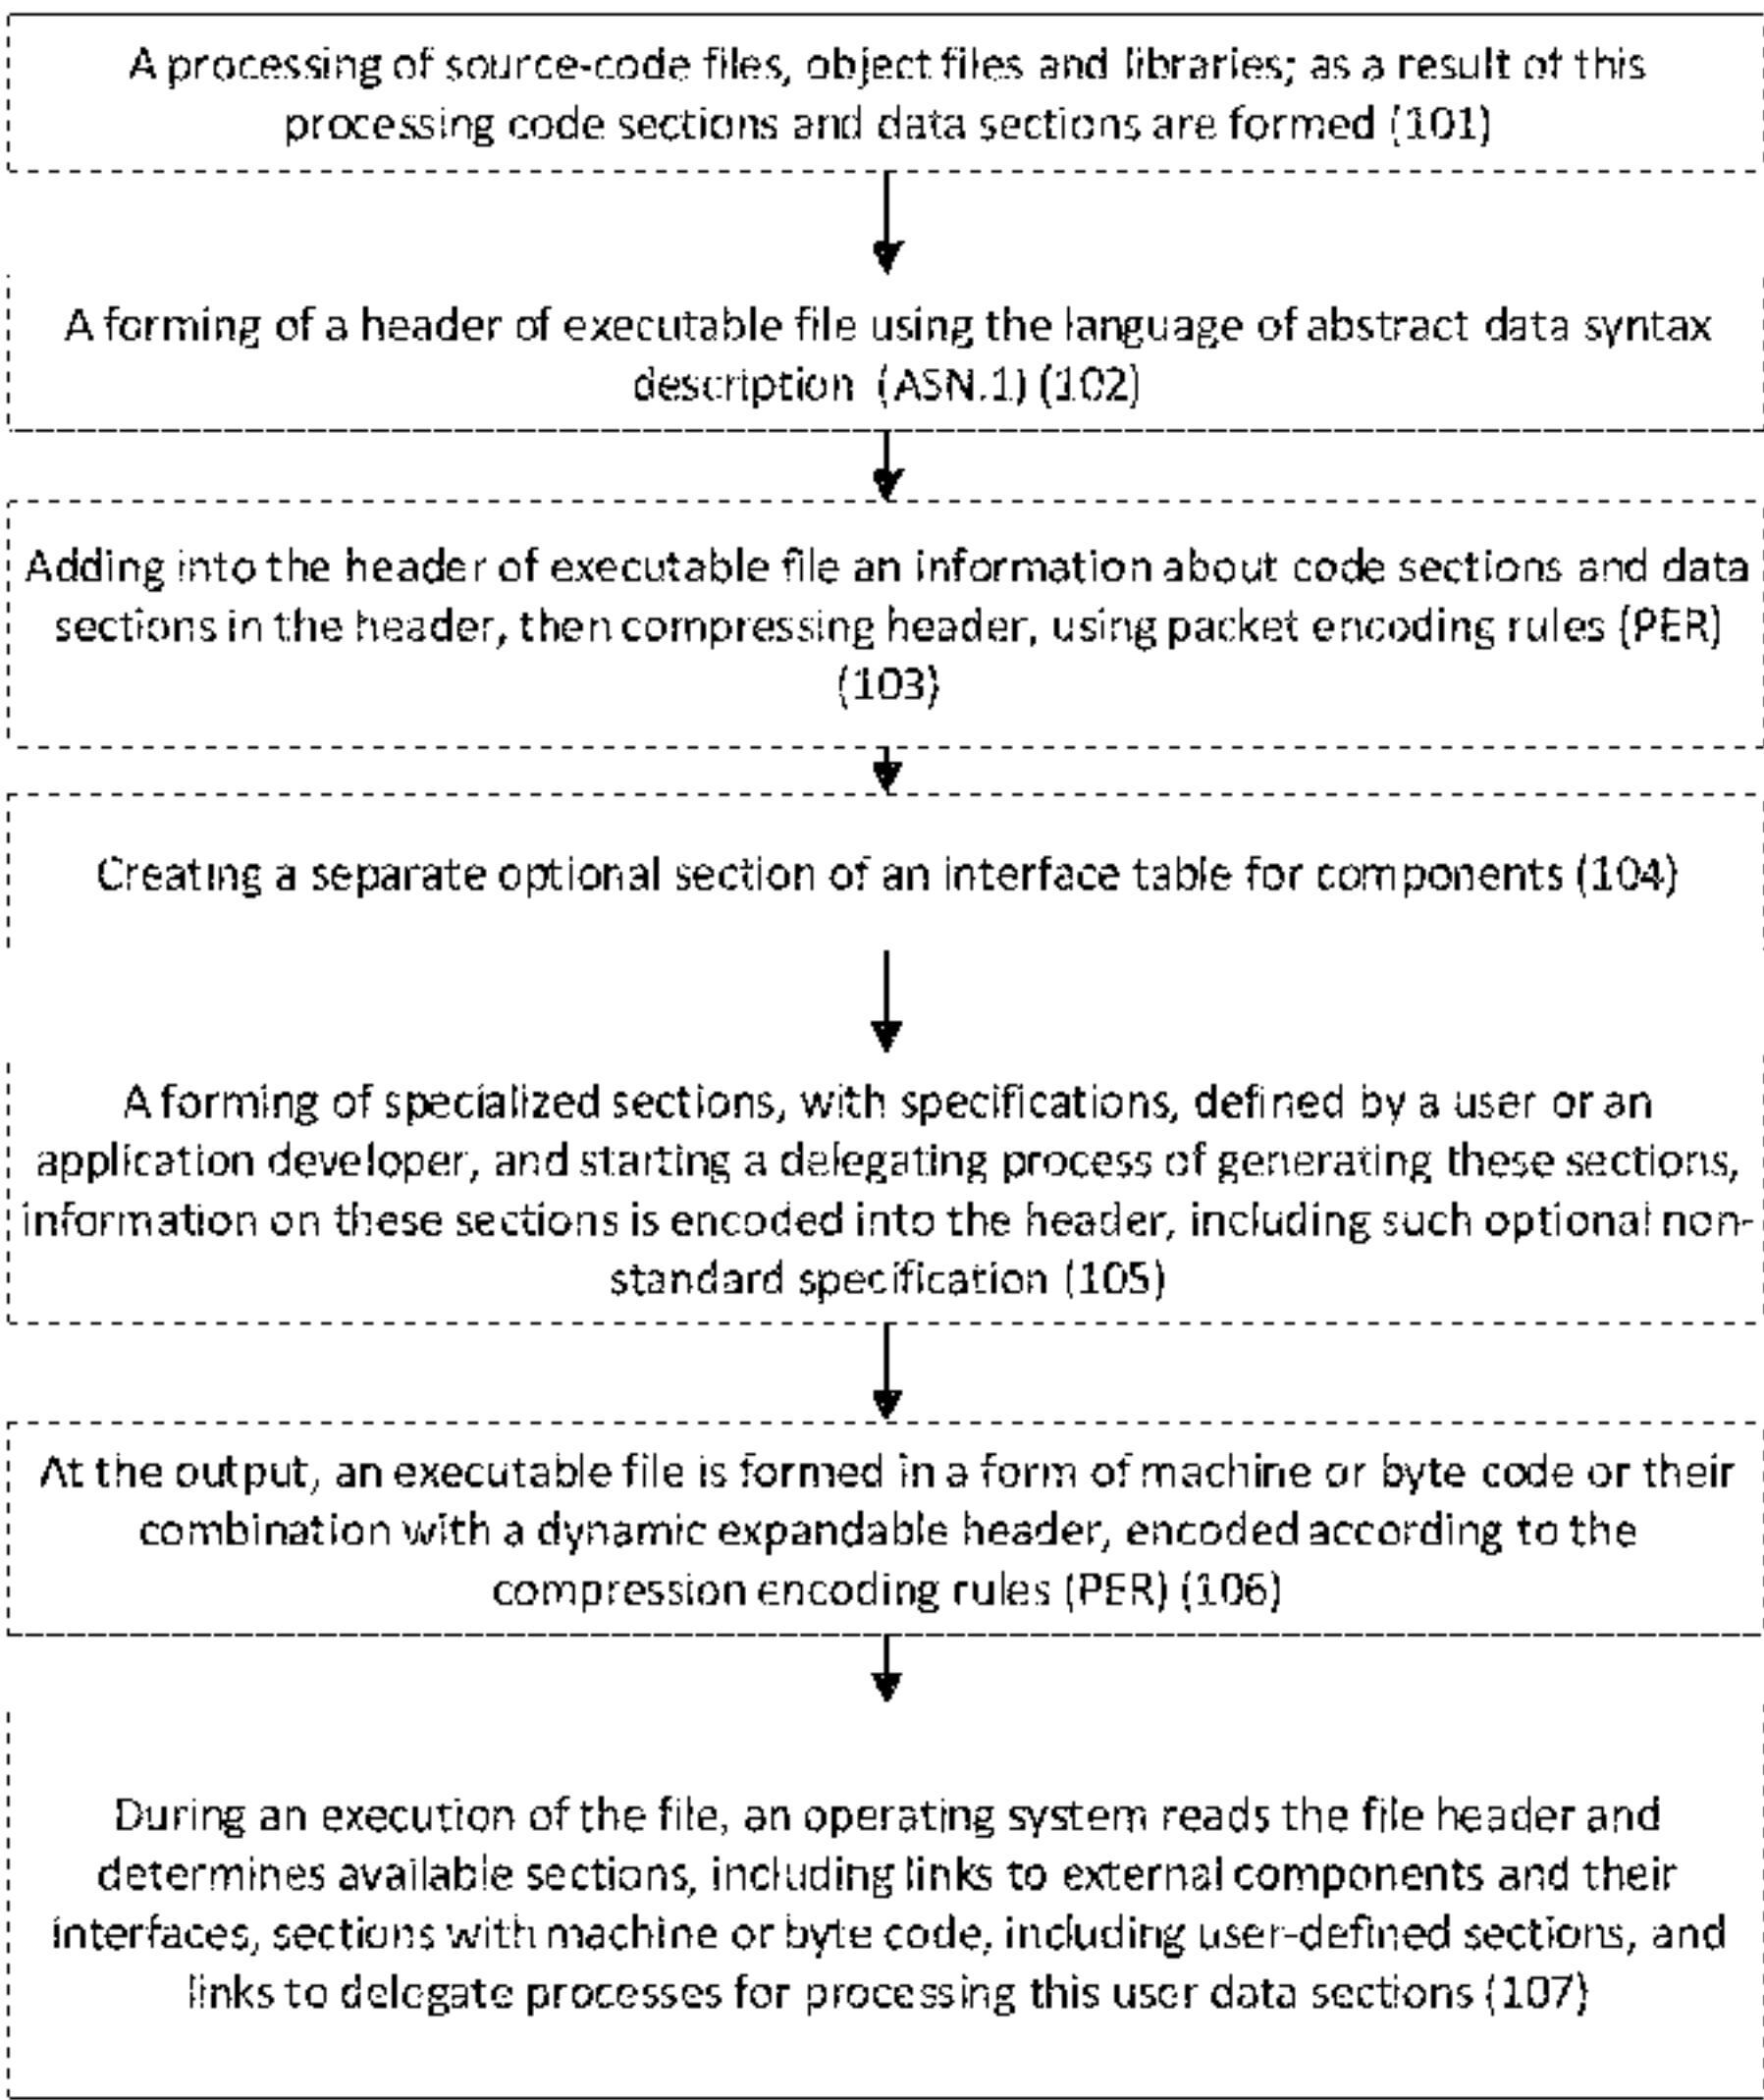 A processing of source-code files, object files and libraries; as a result of this
processing code sections and data sections are formed (101)
A forming of a header of executable file using the language of abstract data syntax
description (ASN.1) (102)
Adding into the header of executable file an information about code sections and data
sections in the header, then compressing header, using packet encoding rules (PER)
(103)
Creating a separate optional section of an interface table for components (104)
A forming of specialized sections, with specifications, defined by a user or an
application developer, and starting a delegating process of generating these sections,
information on these sections is encoded into the header, including such optional non-
standard specification (105)
At the output, an executable file is formed in a form of machine or byte code or their
combination with a dynamic expandable header, encoded according to the
compression encoding rules (PER) (106)
During an execution of the file, an operating system reads the file header and
determines available sections, including links to external components and their
interfaces, sections with machine or byte code, including user-defined sections, and
links to delegate processes for processing this user data sections (107)